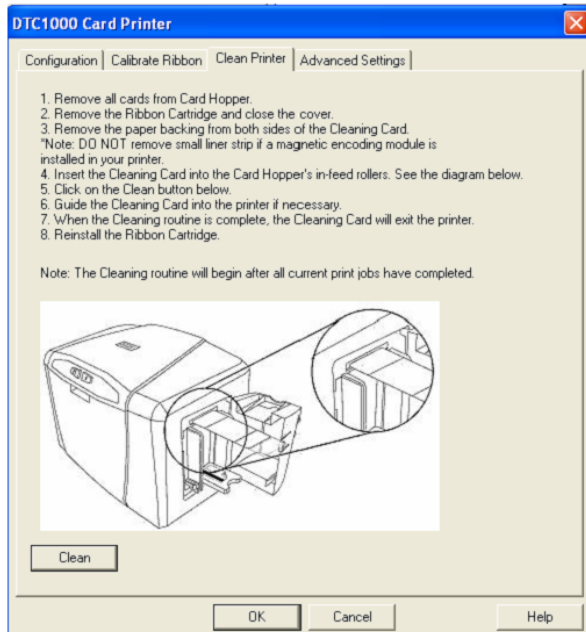 DTC1000 Card Printer
Configuration Calibrate Ribbon Clean Printer Advanced Settings
1. Remove all cards from Card Hopper.
2. Remove the Ribbon Cartridge and close the cover.
3. Remove the paper backing from both sides of the Cleaning Card.
"Note: DO NOT remove small liner strip if a magnetic encoding module is
installed in your printer.
4. Insert the Cleaning Card into the Card Hopper's in-feed rollers. See the diagram below.
5. Click on the Clean button below.
6. Guide the Cleaning Card into the printer if necessary.
7. When the Cleaning routine is complete, the Cleaning Card will exit the printer.
8. Reinstall the Ribbon Cartridge.
Note: The Cleaning routine will begin after all current print jobs have completed.
Clean
OK Cancel Help